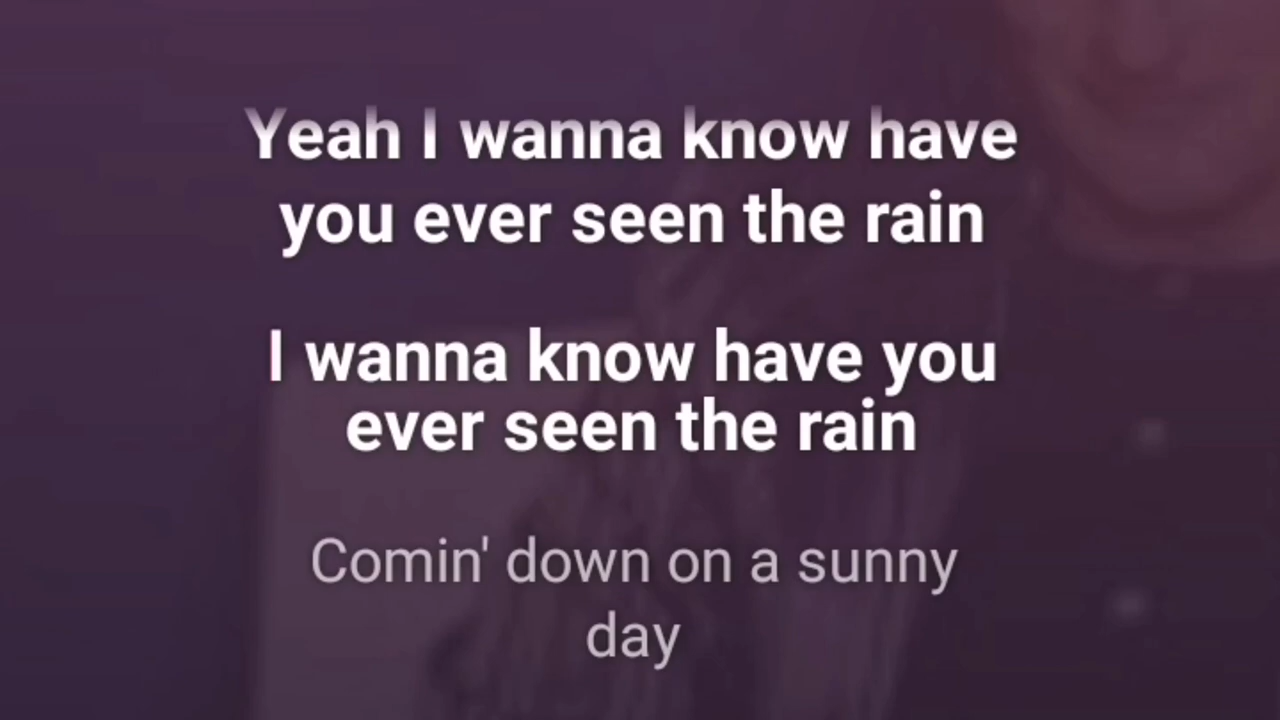 Yeah I wanna know have
you ever seen the rain
I wanna know have you
ever seen the rain
Comin' down on a sunny
day